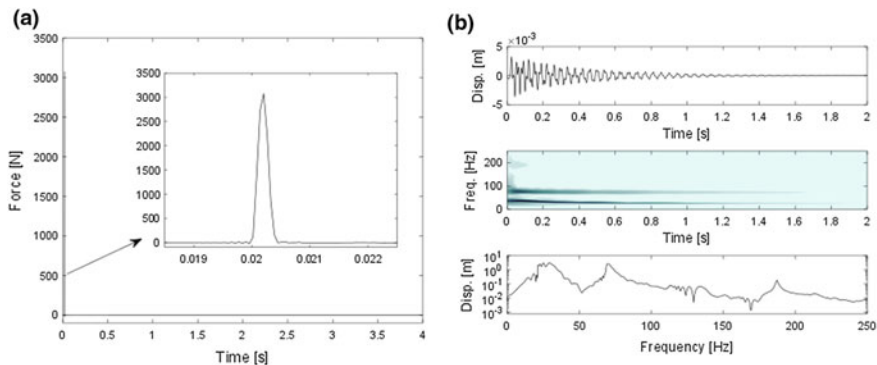 (a)
3500
3000
2500
2000
1500
1000
500
0
Force [N]
0 0.5 1 1.5 2 2.5 3 3.5 4
Time [s]
3500
3000
2500
2000
1500
1000
500
0
0.019 0.02 0.021 0.022
(b)
×10⁻³
5
0
-5
Disp. [m]
0 0.2 0.4 0.6 0.8 1 1.2 1.4 1.6 1.8 2
Time [s]
200
100
0
Freq. [Hz]
0 0.2 0.4 0.6 0.8 1 1.2 1.4 1.6 1.8 2
Time [s]
10¹
10⁰
10⁻¹
10⁻²
10⁻³
Disp. [m]
0 50 100 150 200 250
Frequency [Hz]